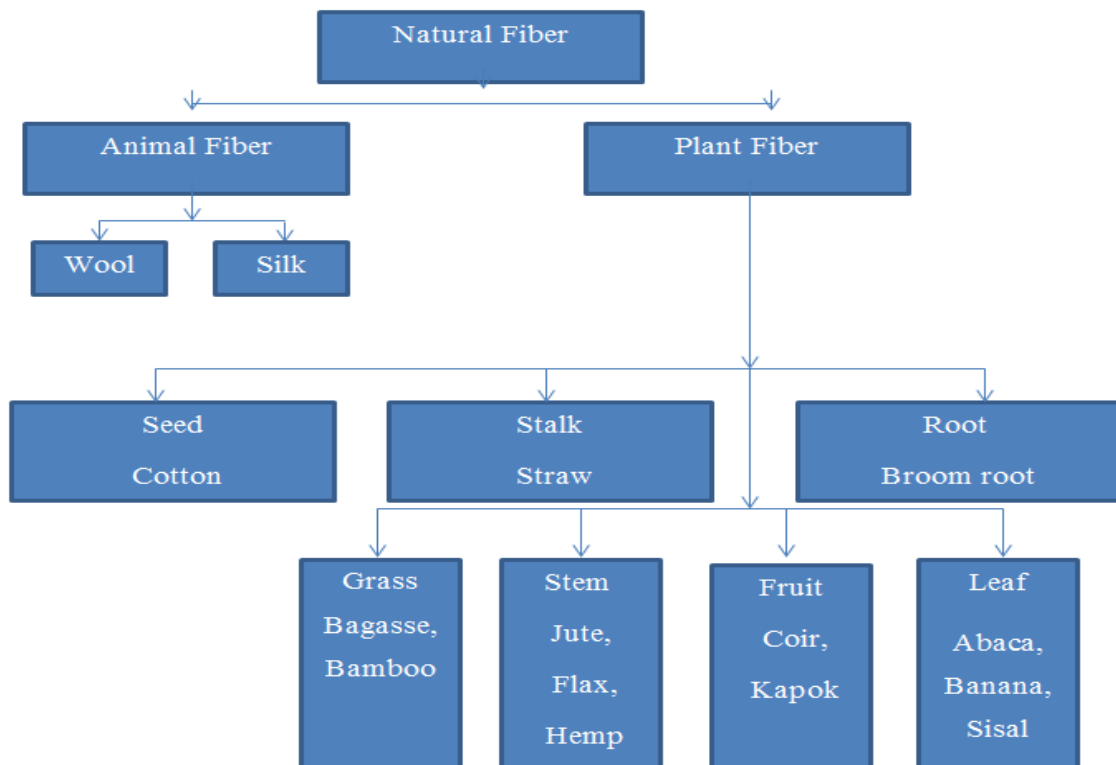 Natural Fiber
Animal Fiber
Plant Fiber
Wool
Silk
Seed
Cotton
Stalk
Straw
Root
Broom root
Grass
Bagasse,
Bamboo
Stem
Jute,
Flax,
Hemp
Fruit
Coir,
Kapok
Leaf
Abaca,
Banana,
Sisal